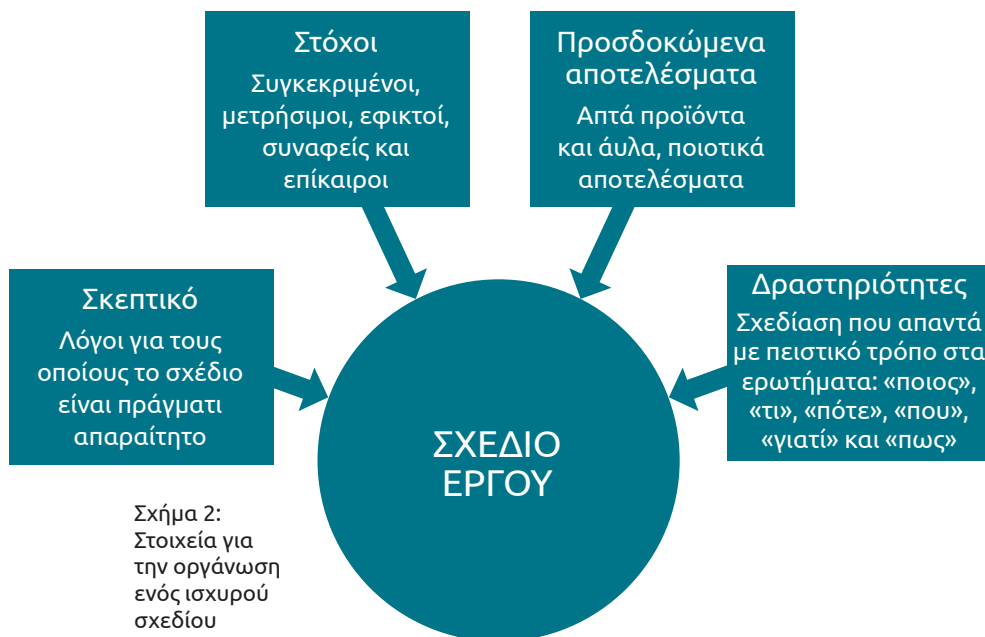 Στόχοι
Συγκεκριμένοι,
μετρήσιμοι, εφικτοί,
συναφείς και
επίκαιροι
Προσδοκώμενα
αποτελέσματα
Απτά προϊόντα
και άυλα, ποιοτικά
αποτελέσματα
Σκεπτικό
Λόγοι για τους
οποίους το σχέδιο
είναι πράγματι
απαραίτητο
Δραστηριότητες
Σχεδίαση που απαντά
με πειστικό τρόπο στα
ερωτήματα: «ποιος»,
«τι», «πότε», «που»,
«γιατί» και «πως»
ΣΧΕΔΙΟ
ΕΡΓΟΥ
Σχήμα 2:
Στοιχεία για
την οργάνωση
ενός ισχυρού
σχεδίου